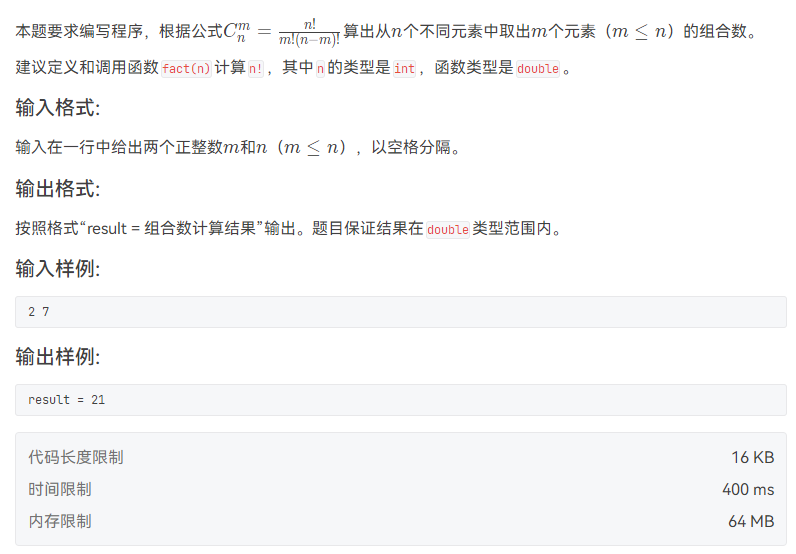 本题要求编写程序，根据公式$C_n^m = \frac{n!}{m!(n-m)!}$算出从n个不同元素中取出m个元素（m ≤ n）的组合数。
建议定义和调用函数fact(n)计算n!，其中n的类型是int，函数类型是double。
输入格式:
输入在一行中给出两个正整数m和n（m ≤ n），以空格分隔。
输出格式:
按照格式“result = 组合数计算结果”输出。题目保证结果在double类型范围内。
输入样例:
2 7
输出样例:
result = 21
代码长度限制 16 KB
时间限制 400 ms
内存限制 64 MB